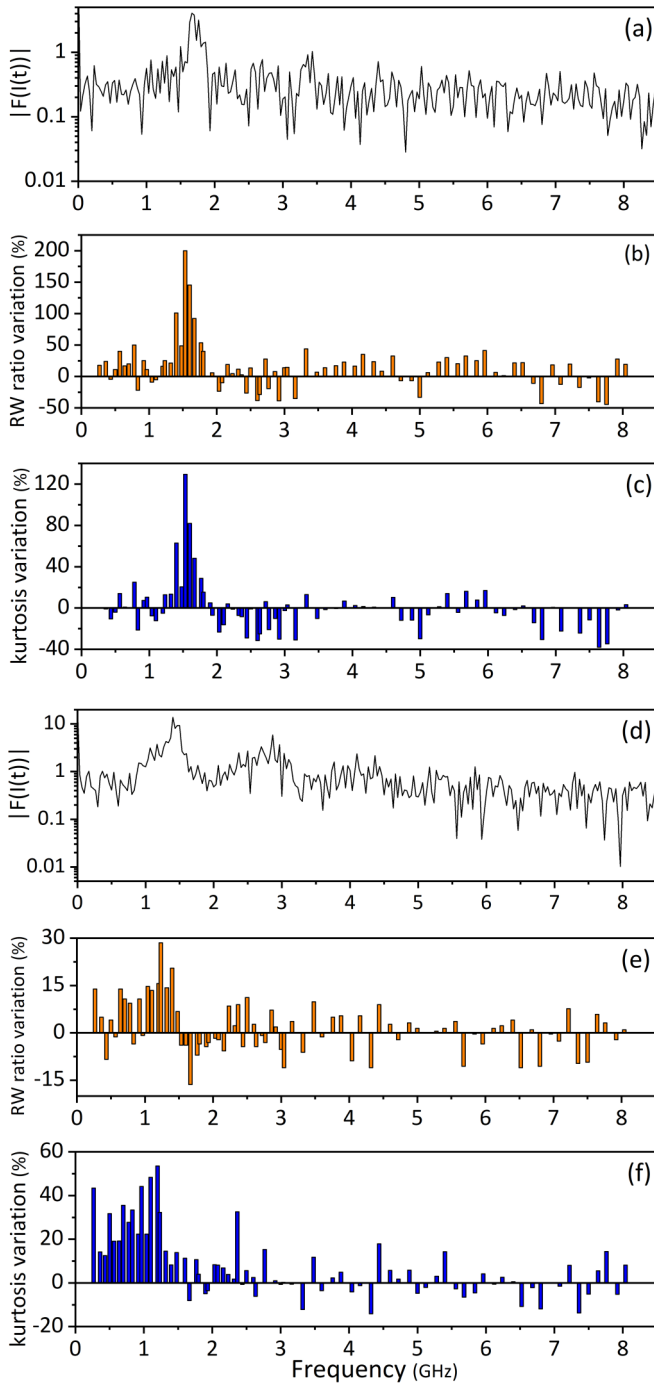 (a)
|F(I(t))|
1
0.1
0.01
0 1 2 3 4 5 6 7 8
(b)
RW ratio variation (%)
200
150
100
50
0
-50
0 1 2 3 4 5 6 7 8
(c)
kurtosis variation (%)
120
80
40
0
-40
0 1 2 3 4 5 6 7 8
(d)
|F(I(t))|
10
1
0.1
0.01
0 1 2 3 4 5 6 7 8
(e)
RW ratio variation (%)
30
15
0
-15
0 1 2 3 4 5 6 7 8
(f)
kurtosis variation (%)
60
40
20
0
-20
0 1 2 3 4 5 6 7 8
Frequency (GHz)